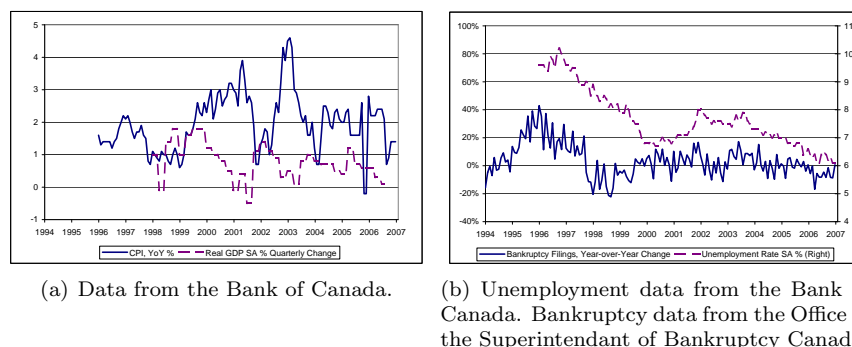 5
4
3
2
1
0
-1
1994 1995 1996 1997 1998 1999 2000 2001 2002 2003 2004 2005 2006 2007
CPI, YoY % Real GDP SA % Quarterly Change
(a) Data from the Bank of Canada.
100% 11
80% 10
60% 9
40% 8
20% 7
0% 6
-20% 5
-40% 4
1994 1995 1996 1997 1998 1999 2000 2001 2002 2003 2004 2005 2006 2007
Bankruptcy Filings, Year-over-Year Change Unemployment Rate SA % (Right)
(b) Unemployment data from the Bank
Canada. Bankruptcy data from the Office
the Superintendant of Bankruptcy Canad